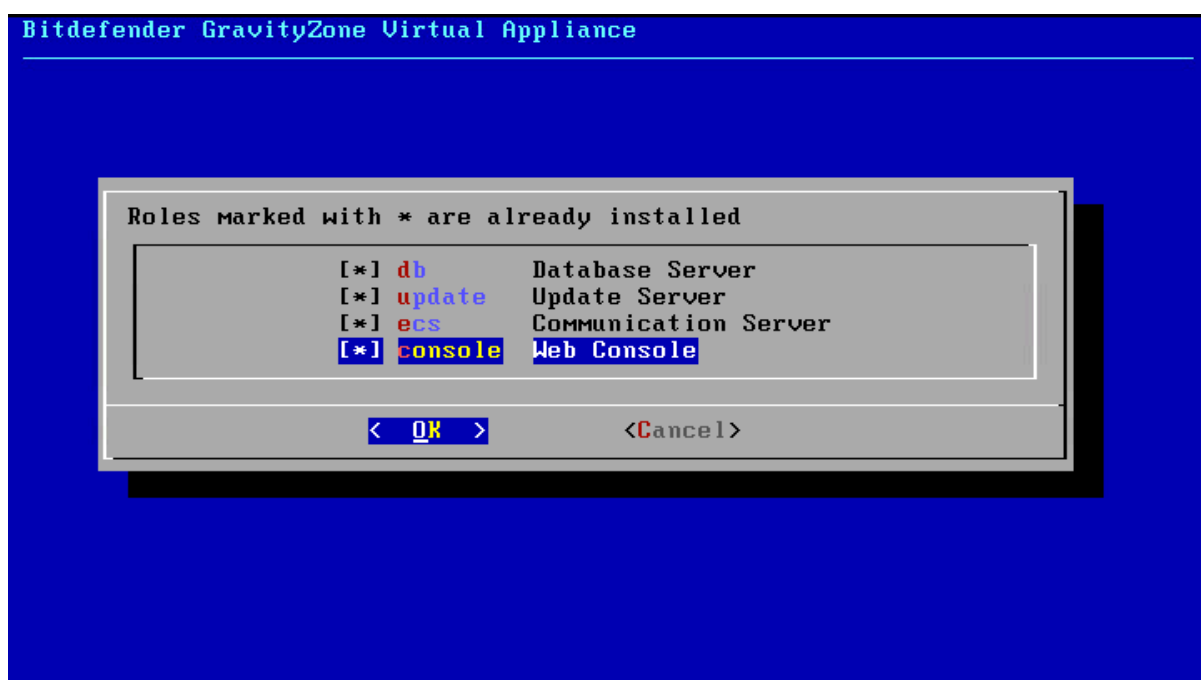 Bitdefender GravityZone Virtual Appliance
Roles marked with * are already installed
[*] db Database Server
[*] update Update Server
[*] ecs Communication Server
[*] console Web Console
< OK > <Cancel>